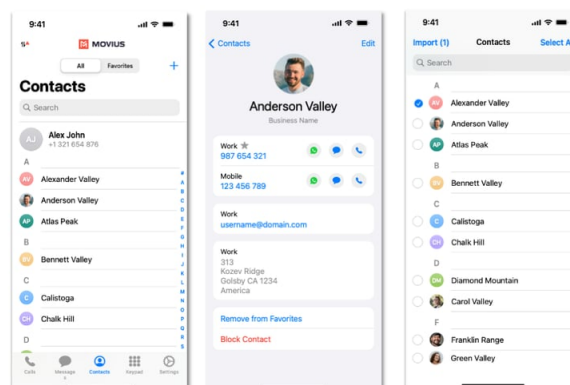 9:41
MOVIUS
All Favorites
+
Contacts
Search
AJ
Alex John
+1 321 654 876
A
AV Alexander Valley
Anderson Valley
AP Atlas Peak
B
BV Bennett Valley
C
C Calistoga
CH Chalk Hill
D
Calls Message Contacts Keypad Settings
9:41
Contacts Edit
Anderson Valley
Business Name
Work
987 654 321
Mobile
123 456 789
Work
username@domain.com
Work
313
Kozev Ridge
Golsby CA 1234
America
Remove from Favorites
Block Contact
9:41
Import (1) Contacts Select A
Search
A
AV Alexander Valley
Anderson Valley
AP Atlas Peak
B
BV Bennett Valley
C
C Calistoga
CH Chalk Hill
D
DM Diamond Mountain
Carol Valley
F
Franklin Range
Green Valley